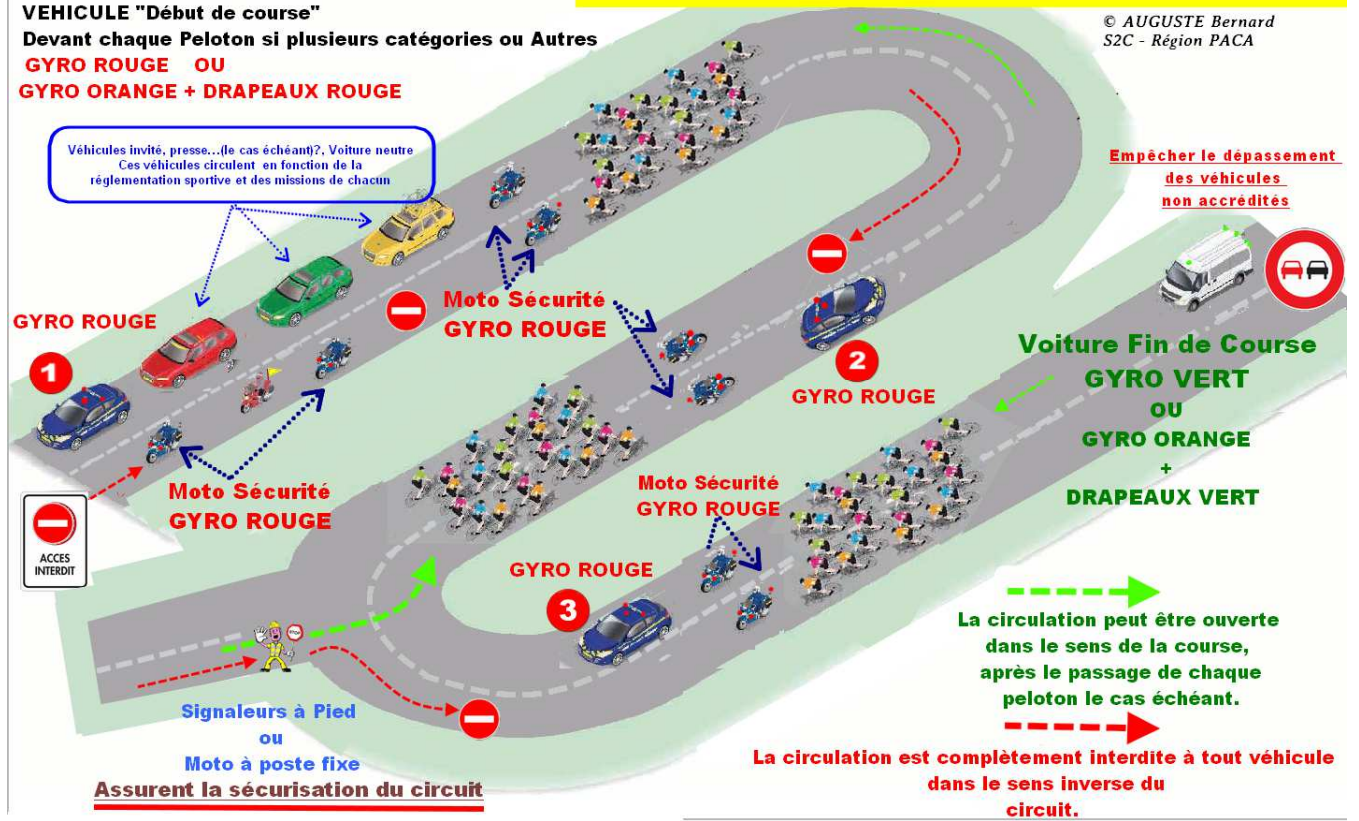 VEHICULE "Début de course"
Devant chaque Peloton si plusieurs catégories ou Autres
GYRO ROUGE OU
GYRO ORANGE + DRAPEAUX ROUGE
© AUGUSTE Bernard
S2C - Région PACA
Véhicules invité, presse...(le cas échéant)?, Voiture neutre
Ces véhicules circulent en fonction de la
réglementation sportive et des missions de chacun
Empêcher le dépassement
des véhicules
non accrédités
GYRO ROUGE
1
Moto Sécurité
GYRO ROUGE
2
GYRO ROUGE
Voiture Fin de Course
GYRO VERT
OU
GYRO ORANGE
+
DRAPEAUX VERT
Moto Sécurité
GYRO ROUGE
ACCES
INTERDIT
Moto Sécurité
GYRO ROUGE
GYRO ROUGE
3
STOP
La circulation peut être ouverte
dans le sens de la course,
après le passage de chaque
peloton le cas échéant.
Signaleurs à Pied
ou
Moto à poste fixe
Assurent la sécurisation du circuit
La circulation est complètement interdite à tout véhicule
dans le sens inverse du
circuit.